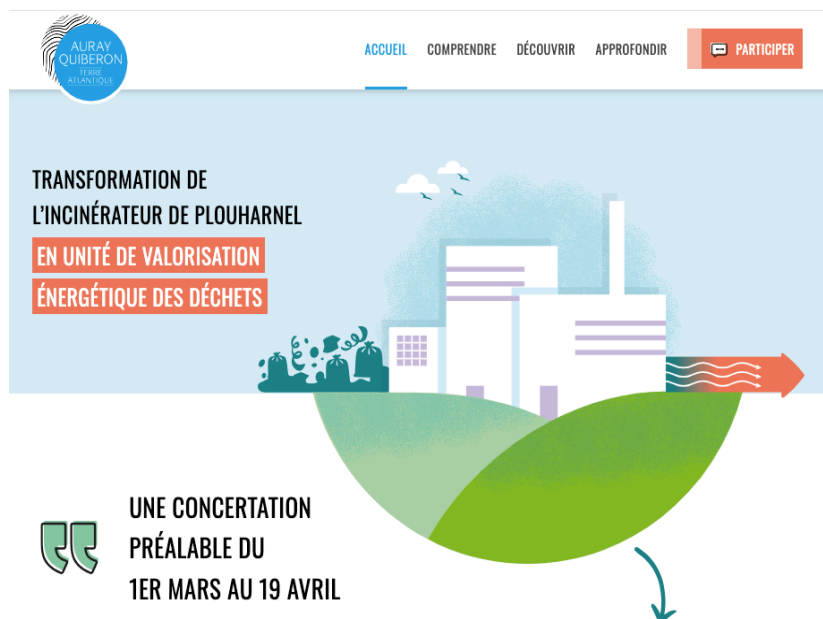 AURAY
QUIBERON
TERRE
ATLANTIQUE
ACCUEIL COMPRENDRE DÉCOUVRIR APPROFONDIR PARTICIPER
TRANSFORMATION DE
L'INCINÉRATEUR DE PLOUHARNEL
EN UNITÉ DE VALORISATION
ÉNERGÉTIQUE DES DÉCHETS
UNE CONCERTATION
PRÉALABLE DU
1ER MARS AU 19 AVRIL